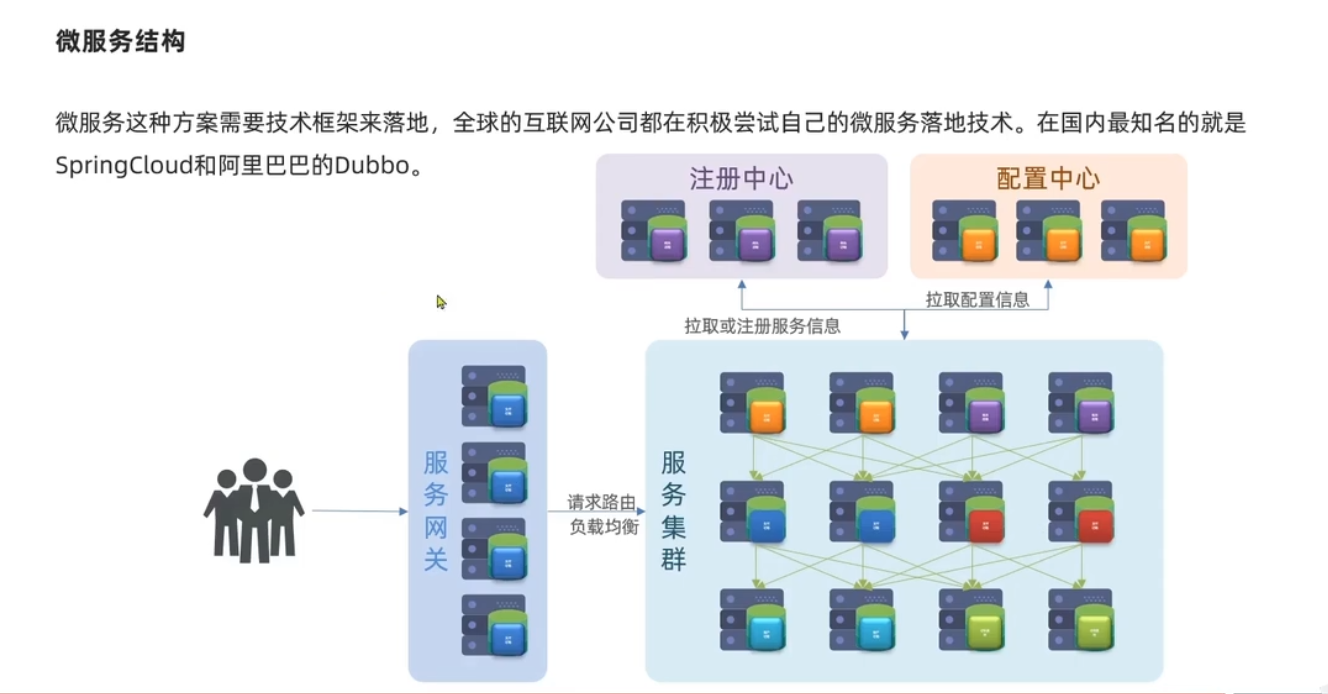 微服务结构
微服务这种方案需要技术框架来落地，全球的互联网公司都在积极尝试自己的微服务落地技术。在国内最知名的就是
SpringCloud和阿里巴巴的Dubbo。
注册中心
配置中心
拉取配置信息
拉取或注册服务信息
服务网关
请求路由
负载均衡
服务集群